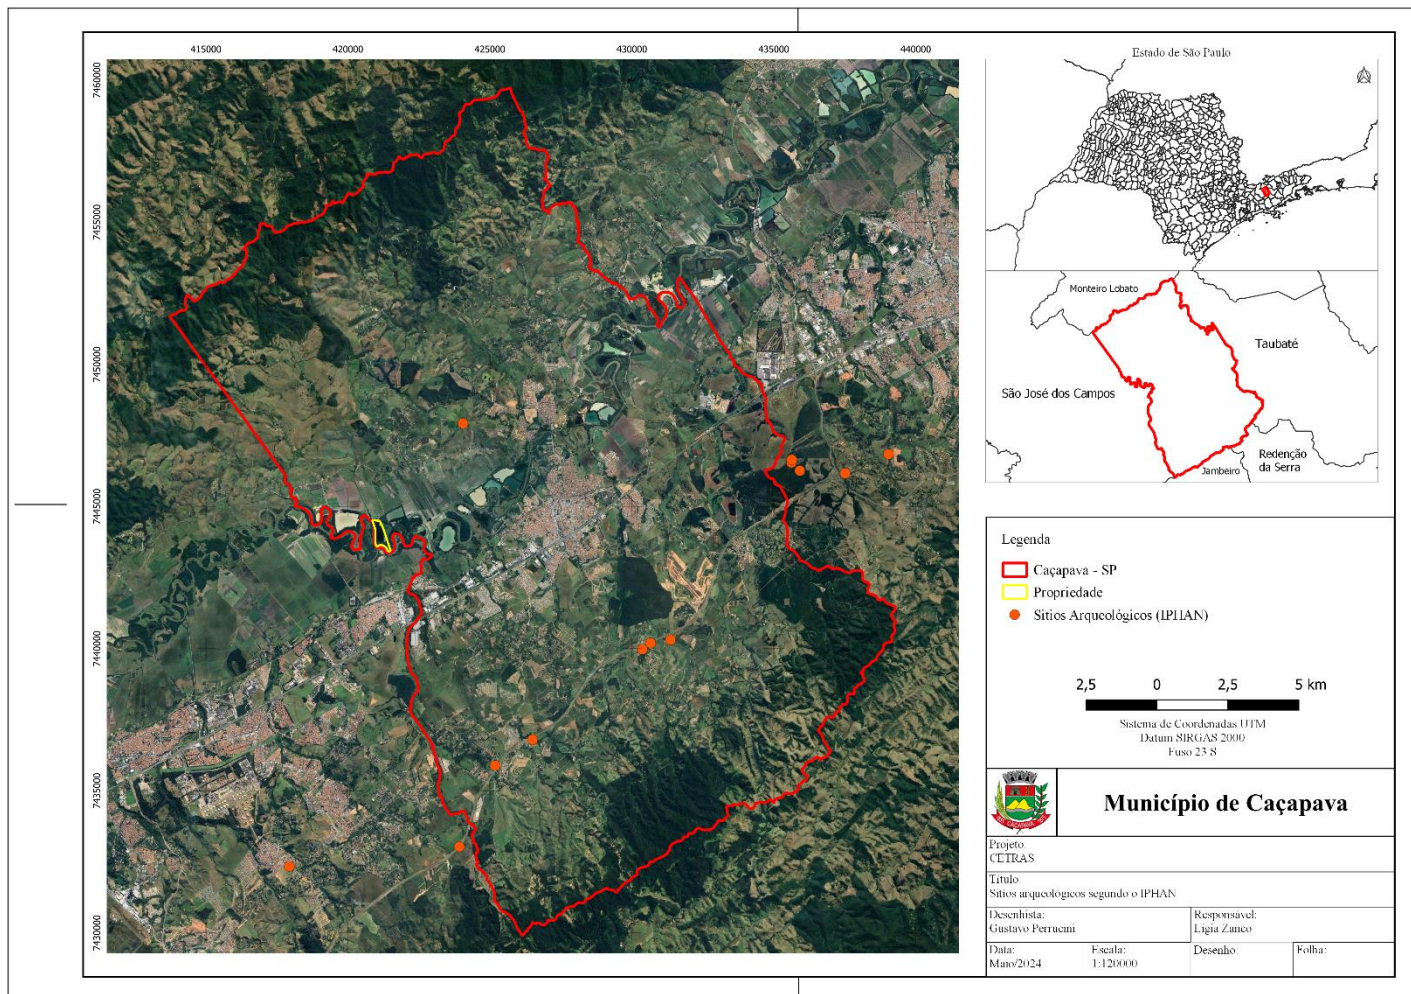 415000 420000 425000 430000 435000 440000
7460000
7455000
7450000
7445000
7440000
7435000
7430000
Estado de São Paulo
Monteiro Lobato
Taubaté
São José dos Campos
Redenção
da Serra
Jambeiro
Legenda
Caçapava - SP
Propriedade
Sítios Arqueológicos (IPHAN)
2,5 0 2,5 5 km
Sistema de Coordenadas UTM
Datum SIRGAS 2000
Fuso 23 S
CAÇAPAVA
Município de Caçapava
Projeto:
CETRAS
Título:
Sítios arqueológicos segundo o IPHAN
Desenhista:
Gustavo Perrucini
Responsável:
Ligia Zanco
Data:
Maio/2024
Escala:
1:120000
Desenho:
Folha: